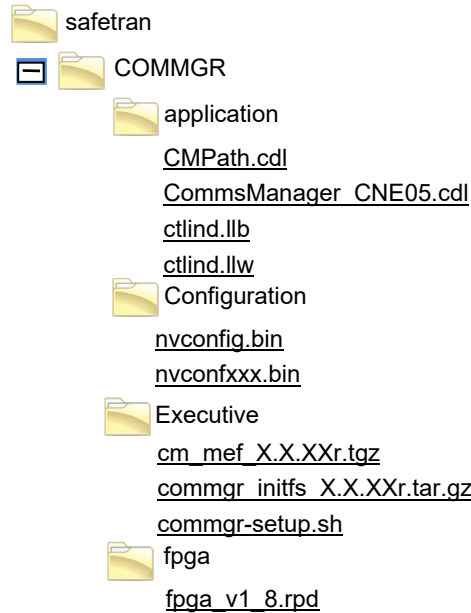 safetran
COMMGR
application
CMPath.cdl
CommsManager_CNE05.cdl
ctlind.llb
ctlind.llw
Configuration
nvconfig.bin
nvconfxxx.bin
Executive
cm_mef_X.X.XXr.tgz
commgr_initfs_X.X.XXr.tar.gz
commgr-setup.sh
fpga
fpga_v1_8.rpd